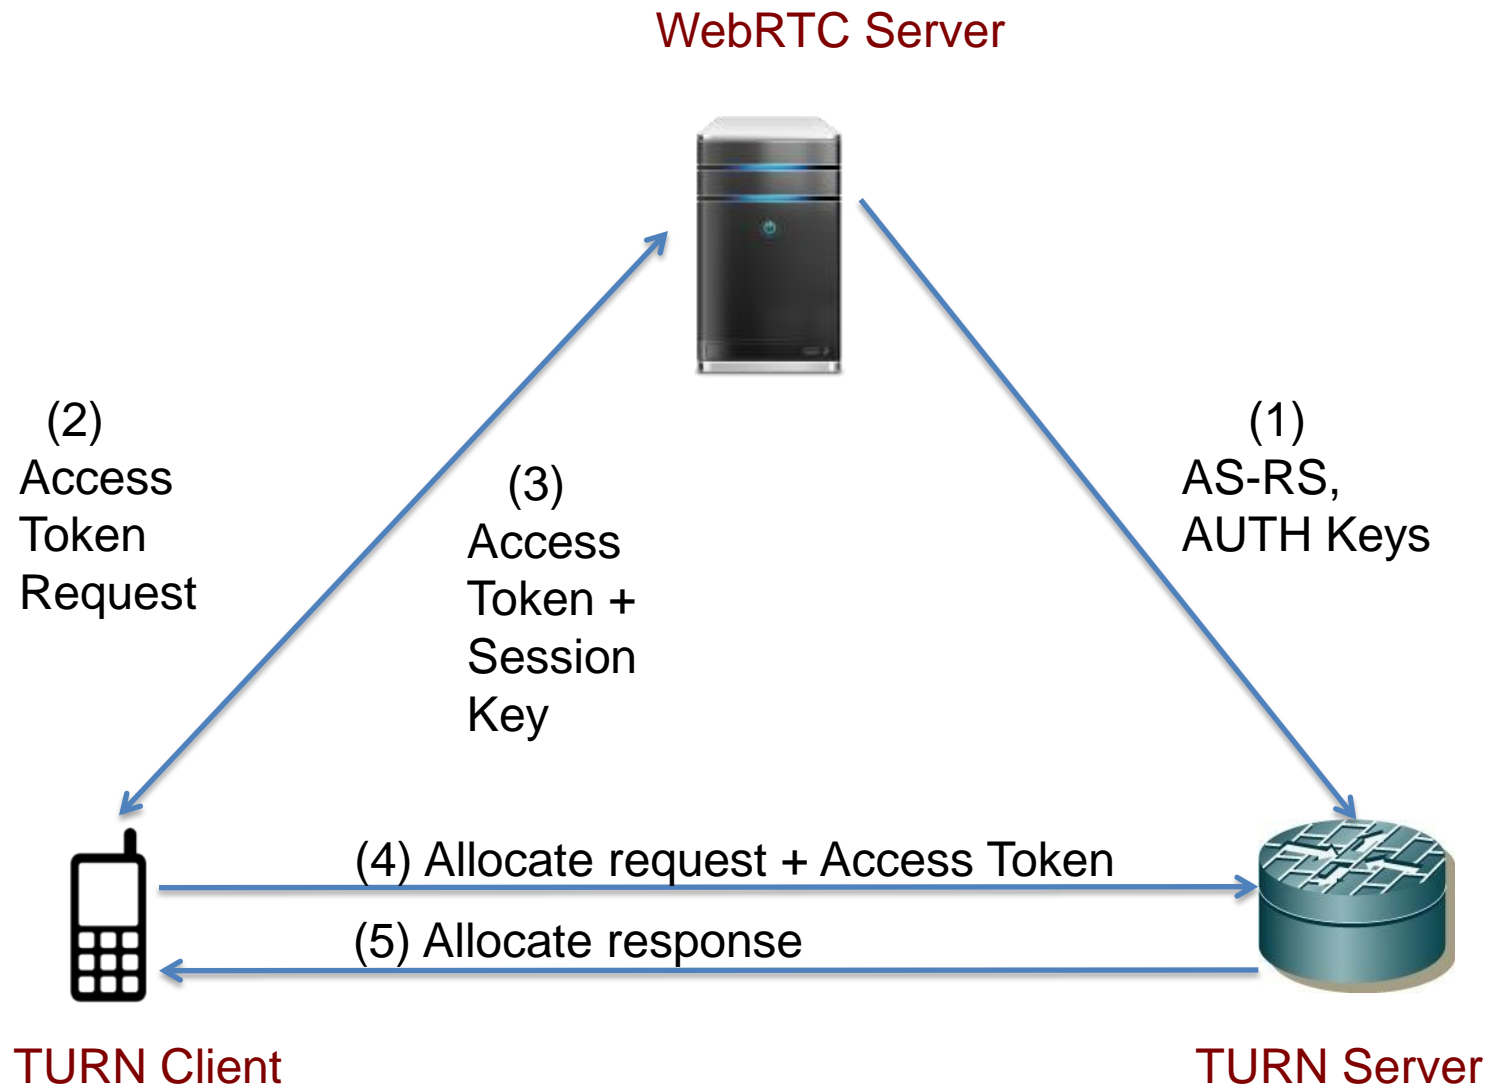 WebRTC Server
(2)
Access
Token
Request
(3)
Access
Token +
Session
Key
(1)
AS-RS,
AUTH Keys
(4) Allocate request + Access Token
(5) Allocate response
TURN Client
TURN Server